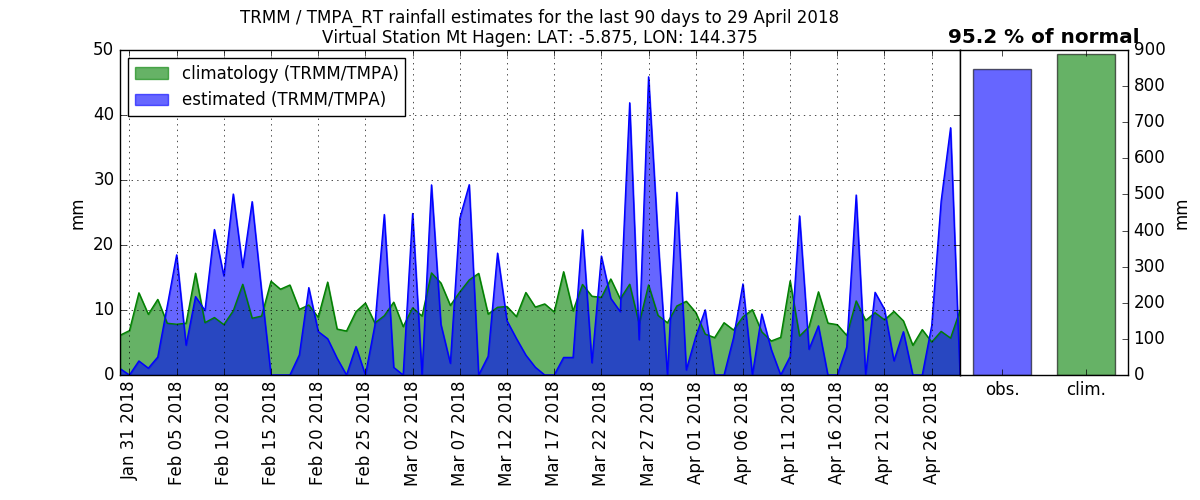 TRMM / TMPA_RT rainfall estimates for the last 90 days to 29 April 2018
Virtual Station Mt Hagen: LAT: -5.875, LON: 144.375
95.2 % of normal
climatology (TRMM/TMPA)
estimated (TRMM/TMPA)
50
40
30
20
10
0
mm
Jan 31 2018
Feb 05 2018
Feb 10 2018
Feb 15 2018
Feb 20 2018
Feb 25 2018
Mar 02 2018
Mar 07 2018
Mar 12 2018
Mar 17 2018
Mar 22 2018
Mar 27 2018
Apr 01 2018
Apr 06 2018
Apr 11 2018
Apr 16 2018
Apr 21 2018
Apr 26 2018
obs.
clim.
900
800
700
600
500
400
300
200
100
0
mm